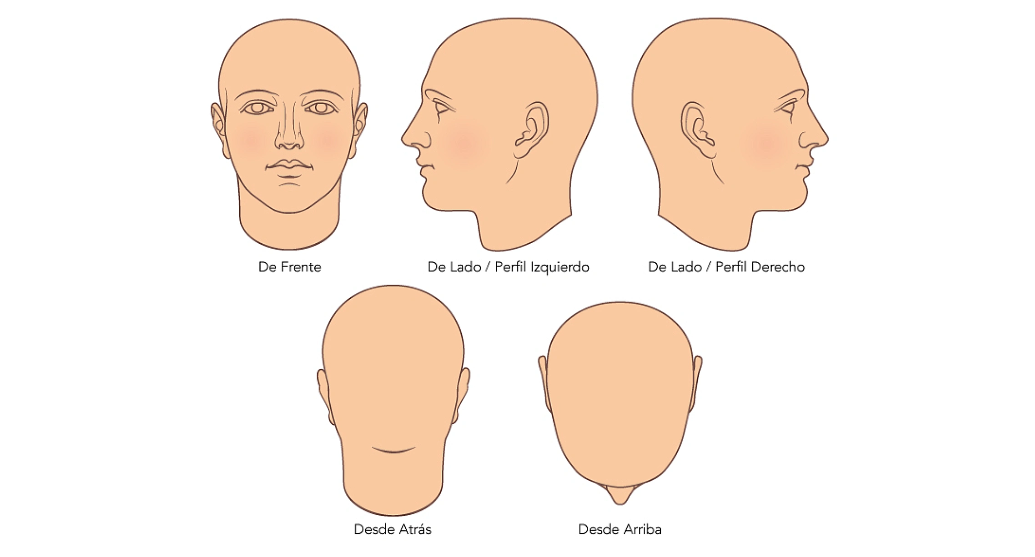 De Frente
De Lado / Perfil Izquierdo
De Lado / Perfil Derecho
Desde Atrás
Desde Arriba